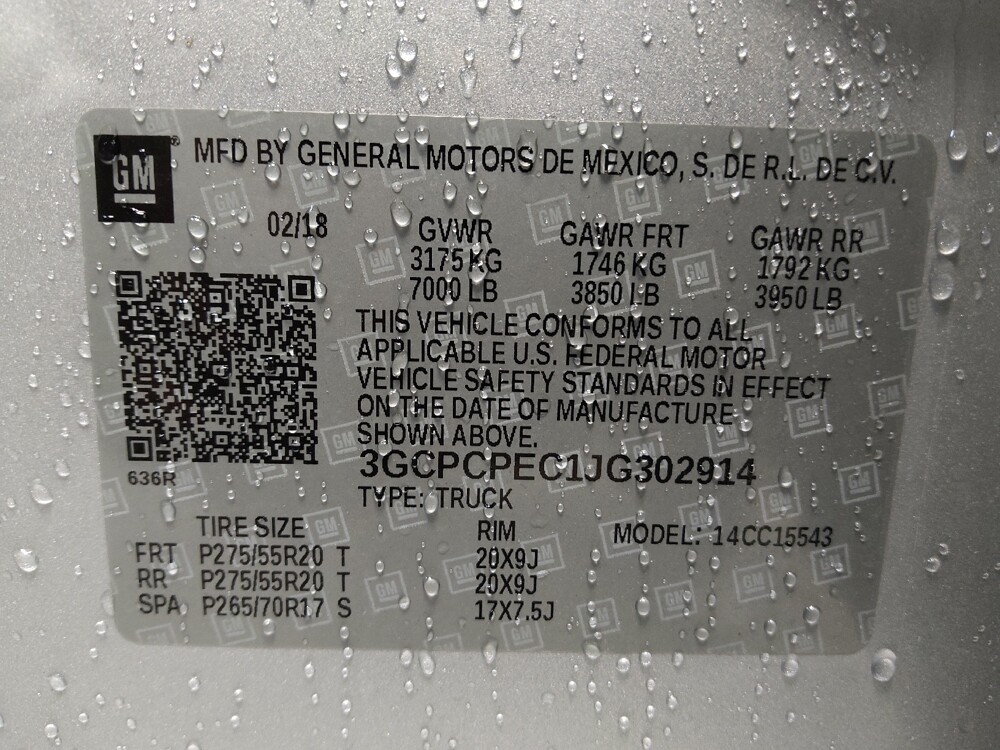 GM
MFD BY GENERAL MOTORS DE MEXICO, S. DE R.L. DE C.V.
02/18 GVWR GAWR FRT GAWR RR
3175 KG 1746 KG 1792 KG
7000 LB 3850 LB 3950 LB
THIS VEHICLE CONFORMS TO ALL
APPLICABLE U.S. FEDERAL MOTOR
VEHICLE SAFETY STANDARDS IN EFFECT
ON THE DATE OF MANUFACTURE
SHOWN ABOVE.
3GCPCPEC1JG302914
636R
TYPE: TRUCK
TIRE SIZE RIM MODEL: 14CC15543
FRT P275/55R20 T 20X9J
RR P275/55R20 T 20X9J
SPA P265/70R17 S 17X7.5J